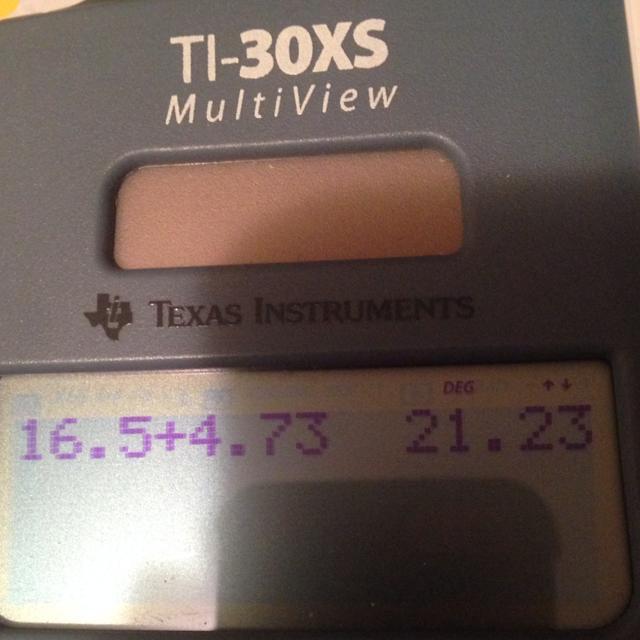 TI-30XS
MultiView
TEXAS INSTRUMENTS
DEG ↑↓
16.5+4.73 21.23